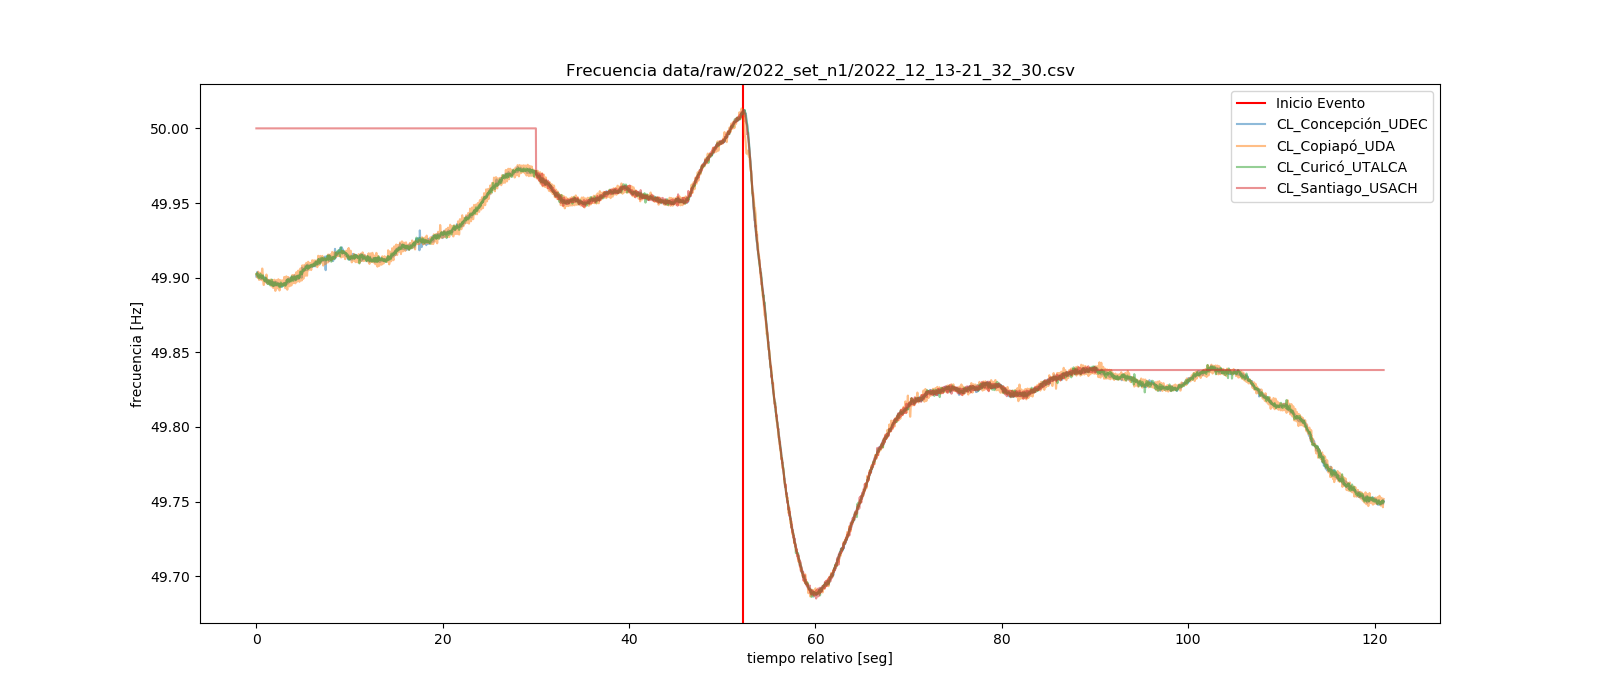 Frecuencia data/raw/2022_set_n1/2022_12_13-21_32_30.csv
Inicio Evento
CL_Concepción_UDEC
CL_Copiapó_UDA
CL_Curicó_UTALCA
CL_Santiago_USACH
50.00
49.95
49.90
49.85
49.80
49.75
49.70
frecuencia [Hz]
0 20 40 60 80 100 120
tiempo relativo [seg]